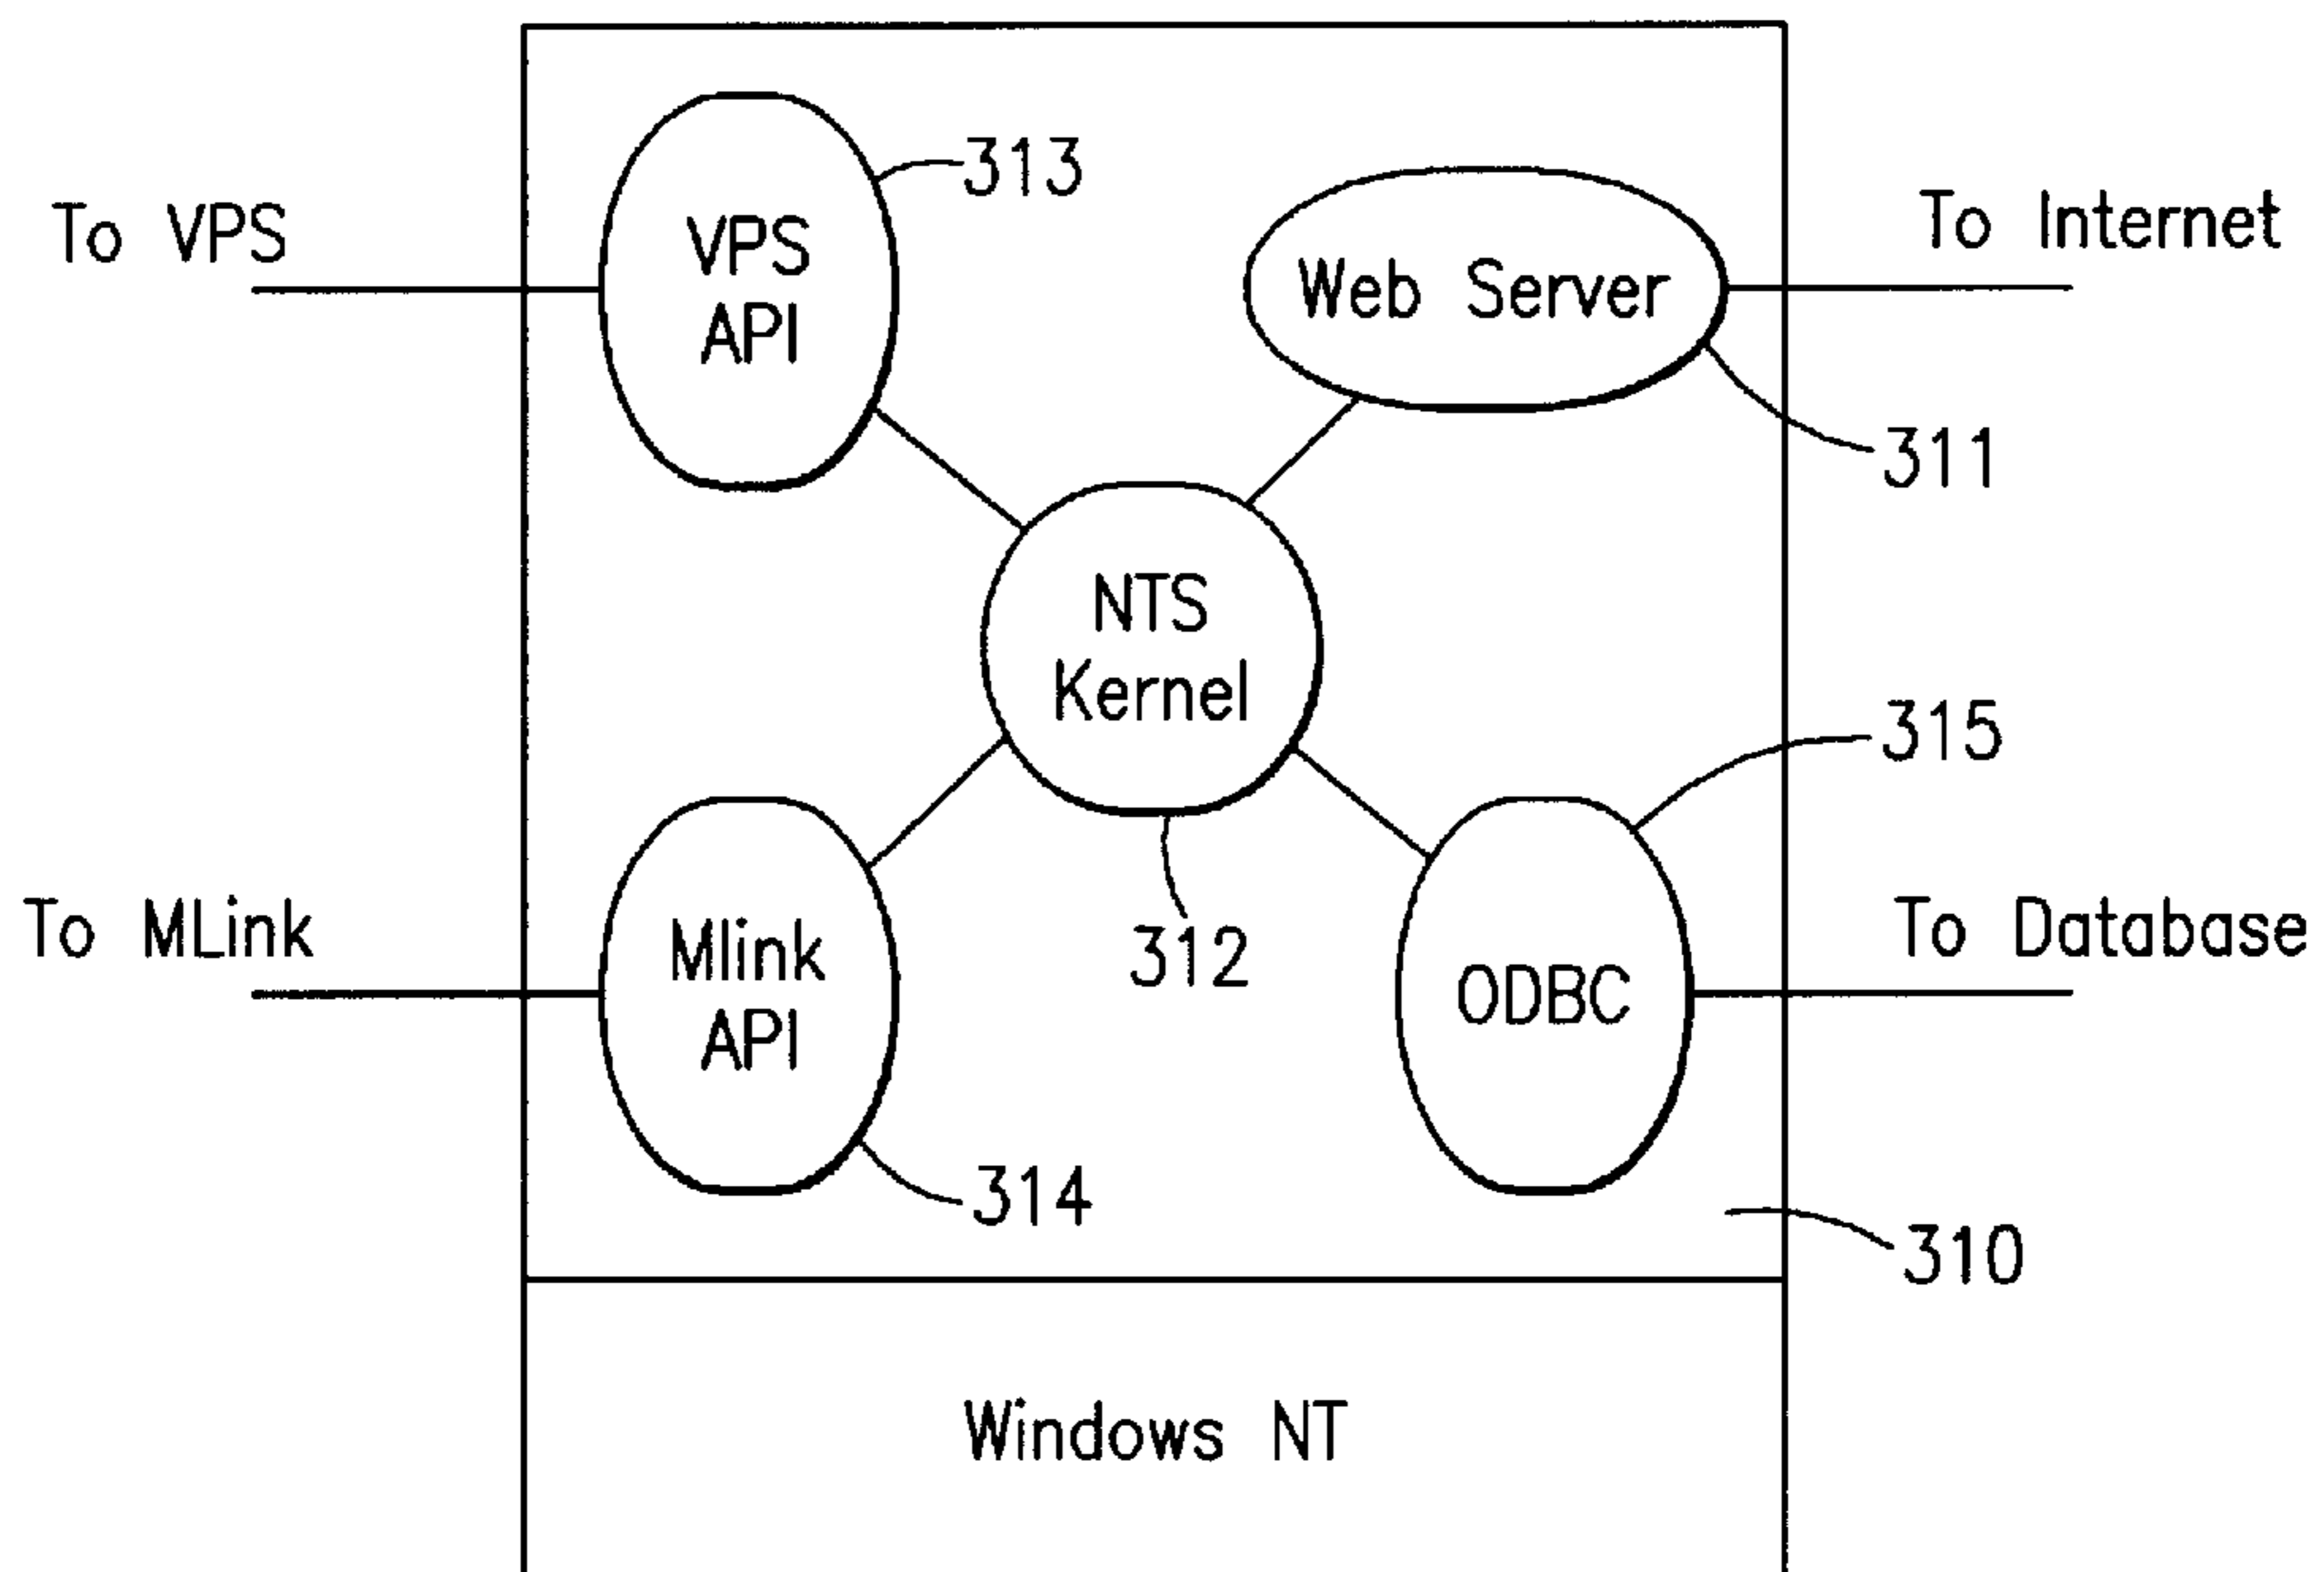 313
To VPS
VPS
API
Web Server
To Internet
311
NTS
Kernel
315
312
To MLink
Mlink
API
ODBC
To Database
314
310
Windows NT